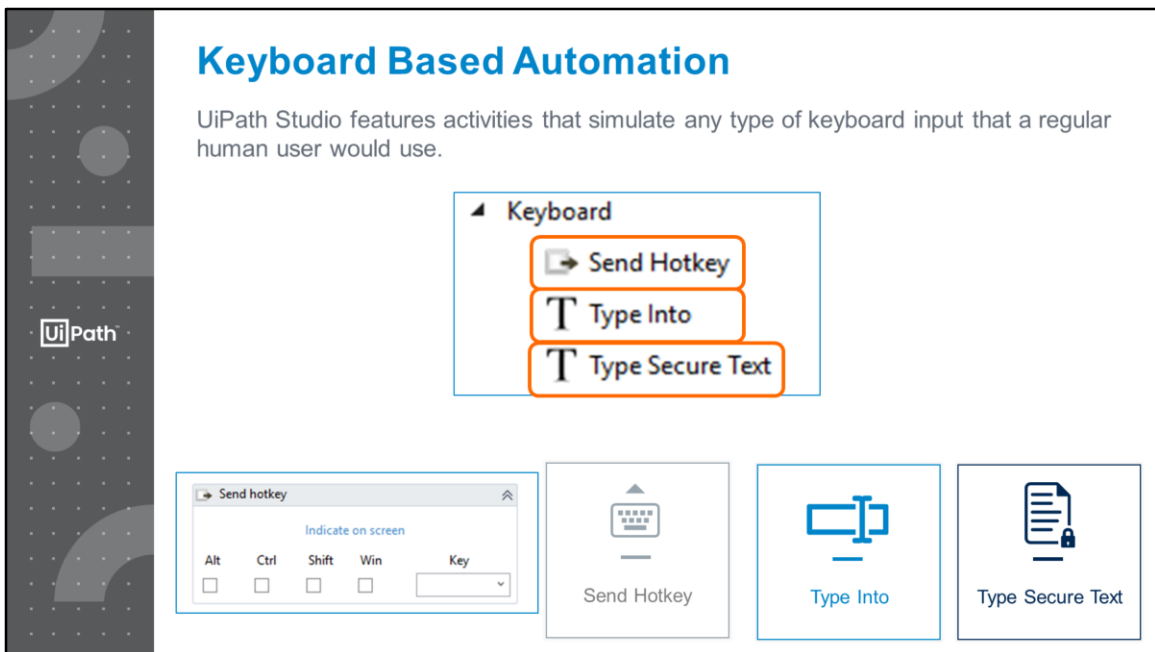 Keyboard Based Automation
UiPath Studio features activities that simulate any type of keyboard input that a regular
human user would use.
Keyboard
Send Hotkey
T Type Into
T Type Secure Text
UiPath
Send hotkey
Indicate on screen
Alt Ctrl Shift Win Key
Send Hotkey
Type Into
Type Secure Text